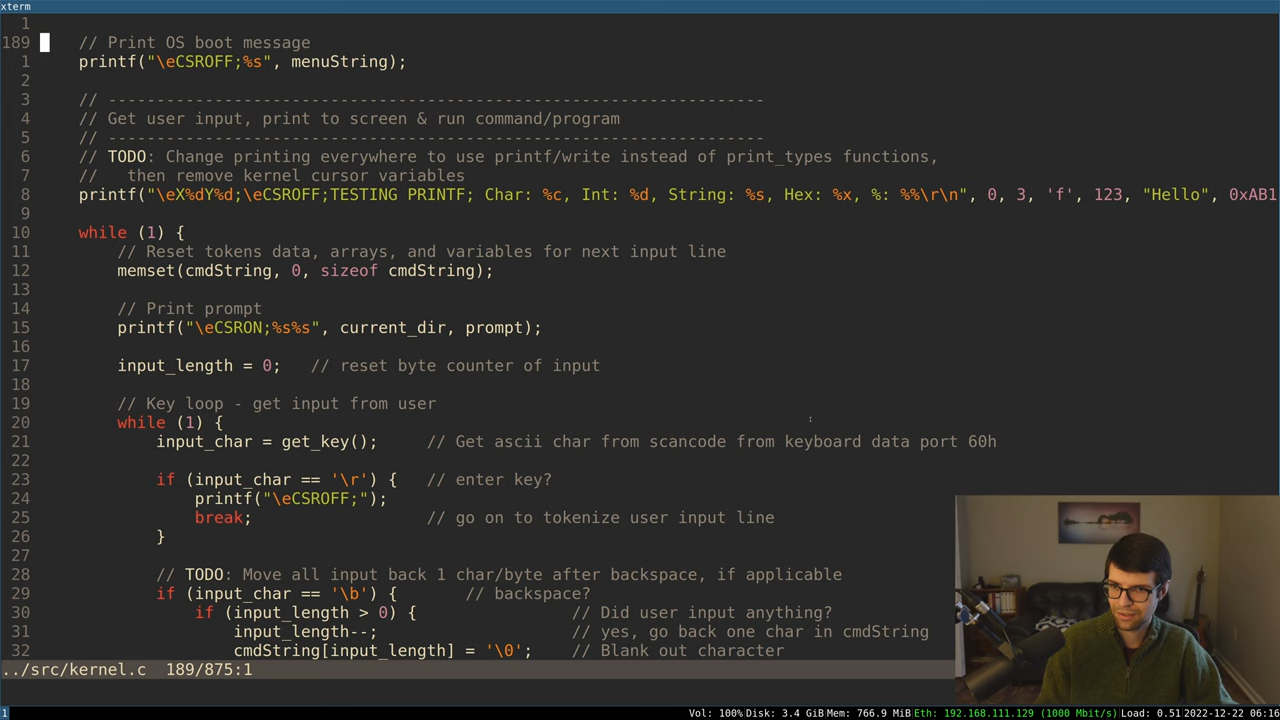 xterm
1
189 // Print OS boot message
1 printf("\eCSROFF;%s", menuString);
2
3 // --------------------------------------------------------------------
4 // Get user input, print to screen & run command/program
5 // --------------------------------------------------------------------
6 // TODO: Change printing everywhere to use printf/write instead of print_types functions,
7 //   then remove kernel cursor variables
8 printf("\eX%dY%d;\eCSROFF;TESTING PRINTF; Char: %c, Int: %d, String: %s, Hex: %x, %: %%\r\n", 0, 3, 'f', 123, "Hello", 0xAB1
9
10 while (1) {
11 // Reset tokens data, arrays, and variables for next input line
12 memset(cmdString, 0, sizeof cmdString);
13
14 // Print prompt
15 printf("\eCSRON;%s%s", current_dir, prompt);
16
17 input_length = 0;   // reset byte counter of input
18
19 // Key loop - get input from user
20 while (1) {
21 input_char = get_key();     // Get ascii char from scancode from keyboard data port 60h
22
23 if (input_char == '\r') {   // enter key?
24 printf("\eCSROFF;");
25 break;                  // go on to tokenize user input line
26 }
27
28 // TODO: Move all input back 1 char/byte after backspace, if applicable
29 if (input_char == '\b') {       // backspace?
30 if (input_length > 0) {                // Did user input anything?
31 input_length--;                    // yes, go back one char in cmdString
32 cmdString[input_length] = '\0';    // Blank out character
../src/kernel.c  189/875:1
1 Vol: 100% Disk: 3.4 GiB Mem: 766.9 MiB Eth: 192.168.111.129 (1000 Mbit/s) Load: 0.51 2022-12-22 06:16